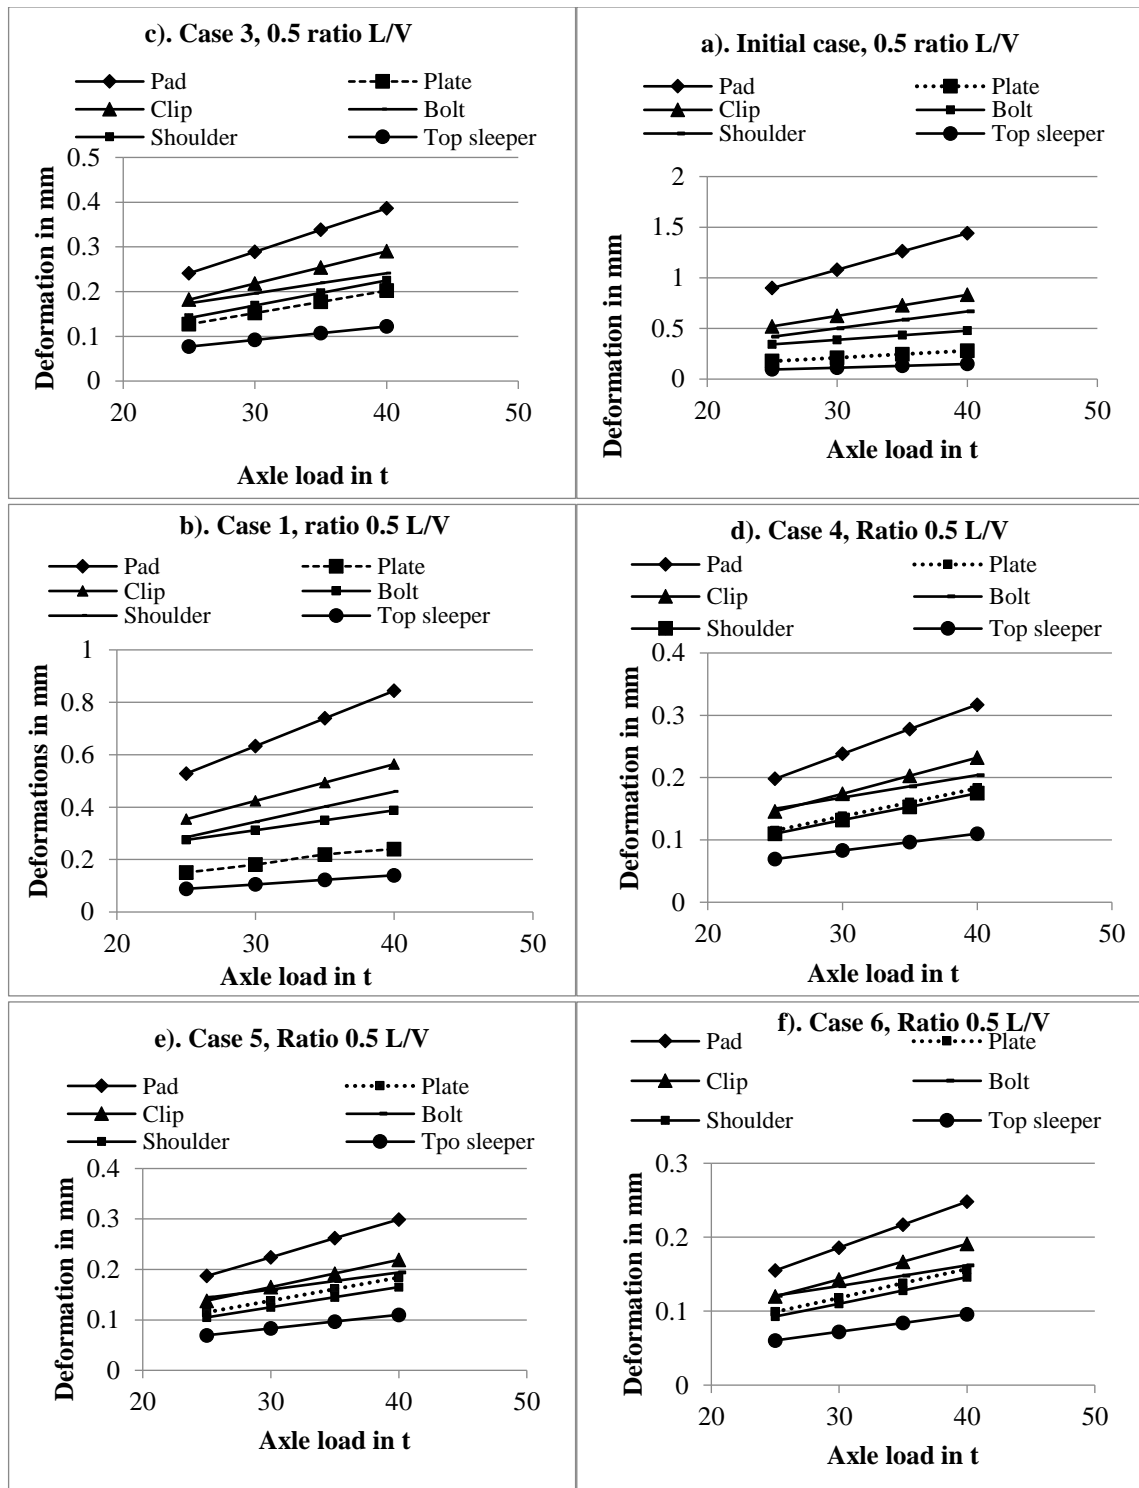 c). Case 3, 0.5 ratio L/V
Pad
Plate
Clip
Bolt
Shoulder
Top sleeper
0.5
0.4
0.3
0.2
0.1
0
20
30
40
50
Deformation in mm
Axle load in t
a). Initial case, 0.5 ratio L/V
Pad
Plate
Clip
Bolt
Shoulder
Top sleeper
2
1.5
1
0.5
0
20
30
40
50
Deformation in mm
Axle load in t
b). Case 1, ratio 0.5 L/V
Pad
Plate
Clip
Bolt
Shoulder
Top sleeper
1
0.8
0.6
0.4
0.2
0
20
30
40
50
Deformations in mm
Axle load in t
d). Case 4, Ratio 0.5 L/V
Pad
Plate
Clip
Bolt
Shoulder
Top sleeper
0.4
0.3
0.2
0.1
0
20
30
40
50
Deformation in mm
Axle load in t
e). Case 5, Ratio 0.5 L/V
Pad
Plate
Clip
Bolt
Shoulder
Tpo sleeper
0.4
0.3
0.2
0.1
0
20
30
40
50
Deformation in mm
Axle load in t
f). Case 6, Ratio 0.5 L/V
Pad
Plate
Clip
Bolt
Shoulder
Top sleeper
0.3
0.2
0.1
0
20
30
40
50
Deformation in mm
Axle load in t